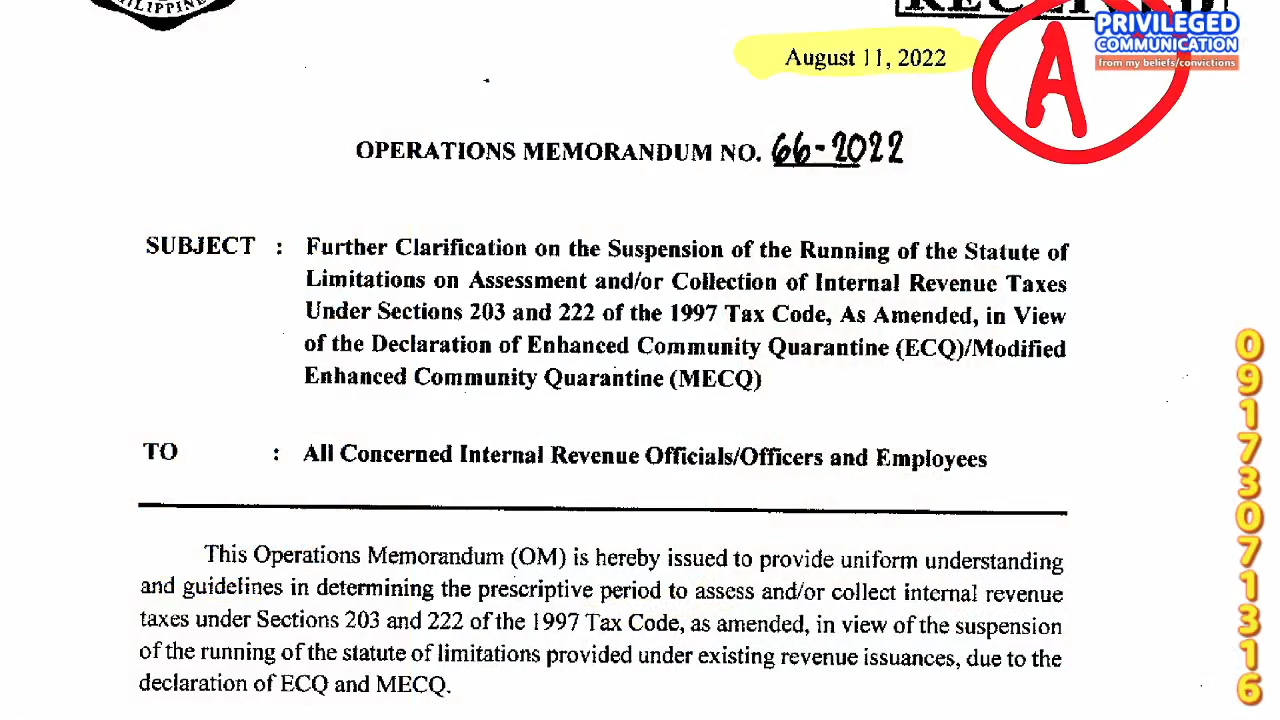 PHILIPPINE
RECEIVED
PRIVILEGED
COMMUNICATION
from my beliefs/convictions
August 11, 2022
A
OPERATIONS MEMORANDUM NO. 66-2022
SUBJECT : Further Clarification on the Suspension of the Running of the Statute of
Limitations on Assessment and/or Collection of Internal Revenue Taxes
Under Sections 203 and 222 of the 1997 Tax Code, As Amended, in View
of the Declaration of Enhanced Community Quarantine (ECQ)/Modified
Enhanced Community Quarantine (MECQ)
TO : All Concerned Internal Revenue Officials/Officers and Employees
This Operations Memorandum (OM) is hereby issued to provide uniform understanding
and guidelines in determining the prescriptive period to assess and/or collect internal revenue
taxes under Sections 203 and 222 of the 1997 Tax Code, as amended, in view of the suspension
of the running of the statute of limitations provided under existing revenue issuances, due to the
declaration of ECQ and MECQ.
09173071316